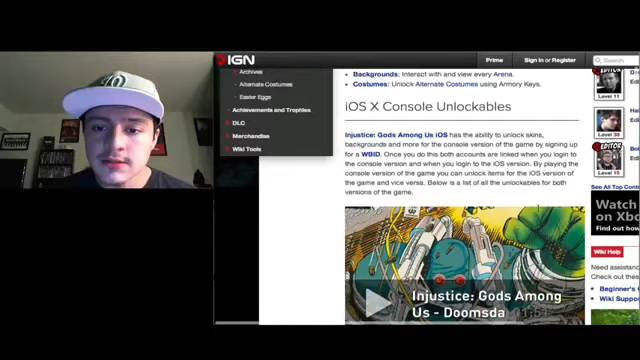 IGN
Prime
Sign in or Register
Search
Archives
Alternate Costumes
Easter Eggs
Achievements and Trophies
DLC
Merchandise
Wiki Tools
Backgrounds: Interact with and view every Arena.
Costumes: Unlock Alternate Costumes using Armory Keys.
iOS X Console Unlockables
Injustice: Gods Among Us iOS has the ability to unlock skins,
backgrounds and more for the console version of the game by signing up
for a WBID. Once you do this both accounts are linked when you login to
the console version and when you login to the iOS version. By playing the
console version of the game you can unlock items for the iOS version of
the game and vice versa. Below is a list of all the unlockables for both
versions of the game.
Injustice: Gods Among
Us - Doomsda
EDITOR
Level 11
Level 35
EDITOR
Level 15
See All Top Cont
Watch
on Xbo
Find out how
Wiki Help
Need assistan
Check out thes
Beginner's
Wiki Suppo